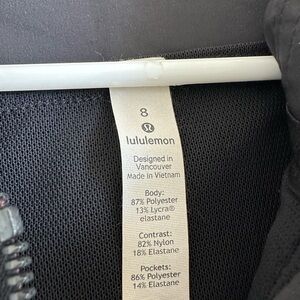 8
lululemon
Designed in
Vancouver
Made in Vietnam
Body:
87% Polyester
13% Lycra®
elastane
Contrast:
82% Nylon
18% Elastane
Pockets:
86% Polyester
14% Elastane